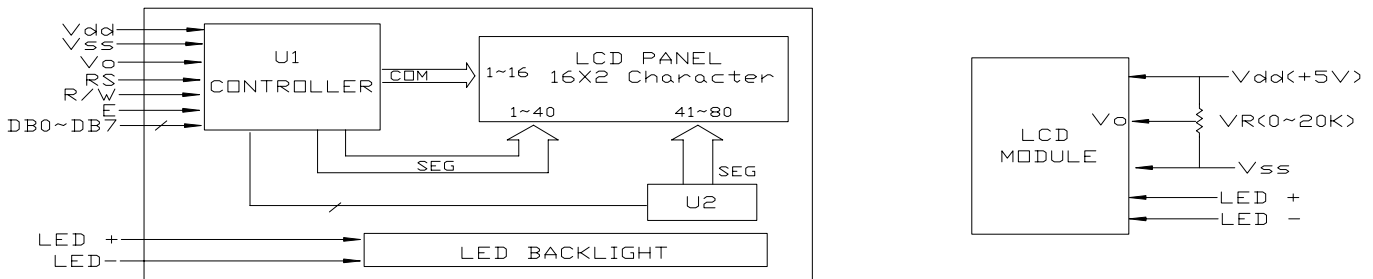 Vdd
Vss
Vo
RS
R/W
E
DB0~DB7
U1
CONTROLLER
COM
LCD PANEL
1~16
16X2 Character
1~40
41~80
SEG
SEG
U2
LED +
LED-
LED BACKLIGHT
LCD
MODULE
Vdd(+5V)
Vo
VR(0~20K)
Vss
LED +
LED -